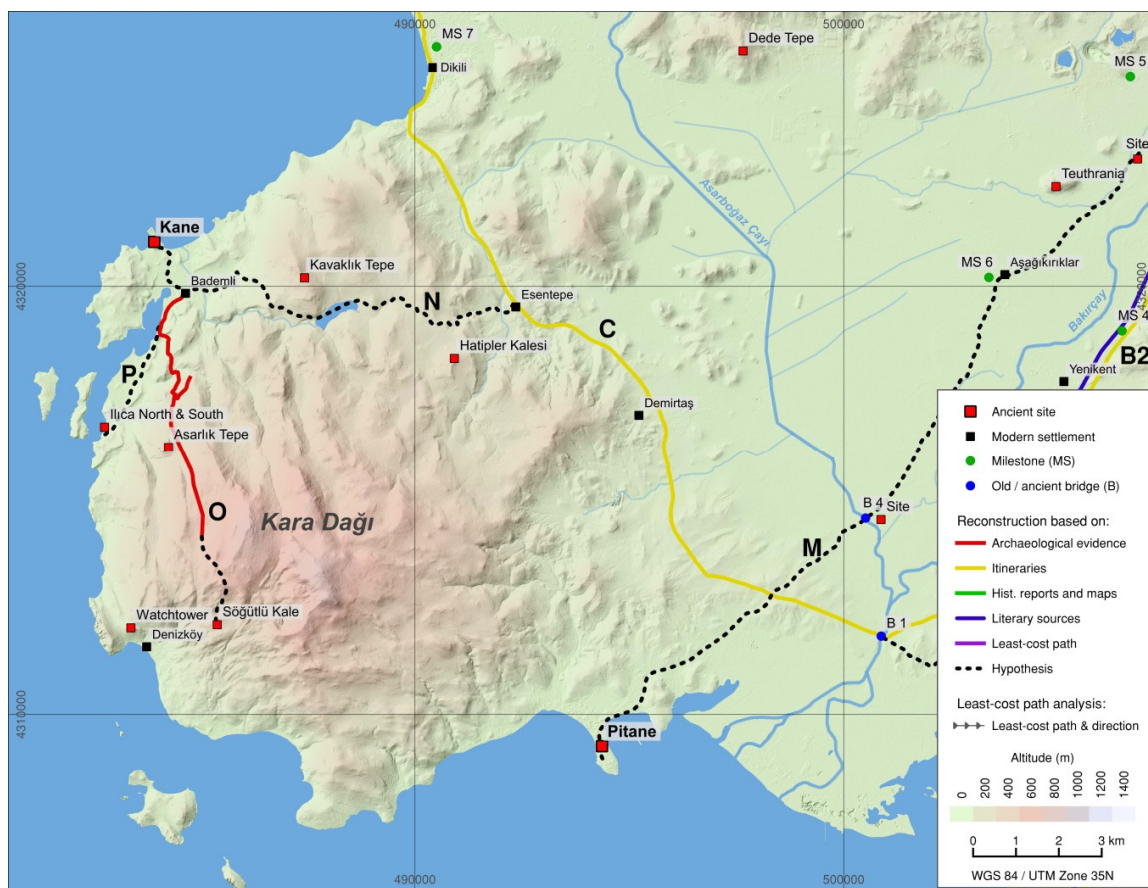 490000
500000
MS 7
Dikili
Dede Tepe
MS 5
Site
Teuthrania
Asarboğaz Çayı
Kane
Kavaklık Tepe
MS 6
Aşağıkırıklar
Bademli
4320000
4320000
N
Esentepe
Bakırçay
MS 4
C
B2
Hatipler Kalesi
P
Yenikent
Ilıca North & South
Demirtaş
Asarlık Tepe
O
Kara Dağı
B 4
Site
M
Watchtower
Söğütlü Kale
Denizköy
B 1
4310000
Pitane
490000
500000
Ancient site
Modern settlement
Milestone (MS)
Old / ancient bridge (B)
Reconstruction based on:
Archaeological evidence
Itineraries
Hist. reports and maps
Literary sources
Least-cost path
Hypothesis
Least-cost path analysis:
Least-cost path & direction
Altitude (m)
0 200 400 600 800 1000 1200 1400
0 1 2 3 km
WGS 84 / UTM Zone 35N